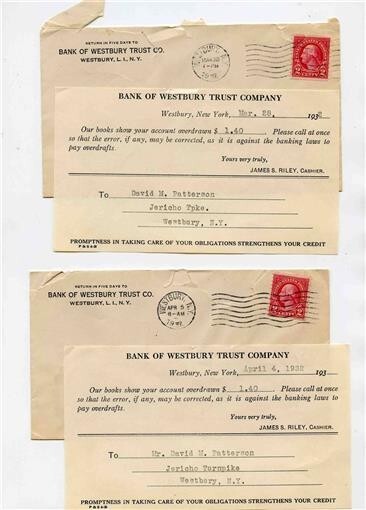 RETURN IN FIVE DAYS TO
BANK OF WESTBURY TRUST CO.
WESTBURY, L. I., N. Y.
BANK OF WESTBURY TRUST COMPANY
Westbury, New York, Mar. 28, 193
Our books show your account overdrawn $ 1.40 . Please call at once
so that the error, if any, may be corrected, as it is against the banking laws to
pay overdrafts.
Yours very truly,
JAMES S. RILEY, CASHIER.
To David M. Patterson
Jericho Tpke.
Westbury, N.Y.
PROMPTNESS IN TAKING CARE OF YOUR OBLIGATIONS STRENGTHENS YOUR CREDIT
RETURN IN FIVE DAYS TO
BANK OF WESTBURY TRUST CO.
WESTBURY, L. I., N. Y.
WESTBURY, N.Y.
APR 5
BANK OF WESTBURY TRUST COMPANY
Westbury, New York, April 4, 1932 193
Our books show your account overdrawn $ 1.40 . Please call at once
so that the error, if any, may be corrected, as it is against the banking laws to
pay overdrafts.
Yours very truly,
JAMES S. RILEY, CASHIER.
To Mr. David M. Patterson
Jericho Turnpike
Westbury, N.Y.
PROMPTNESS IN TAKING CARE OF YOUR OBLIGATIONS STRENGTHENS YOUR CREDIT